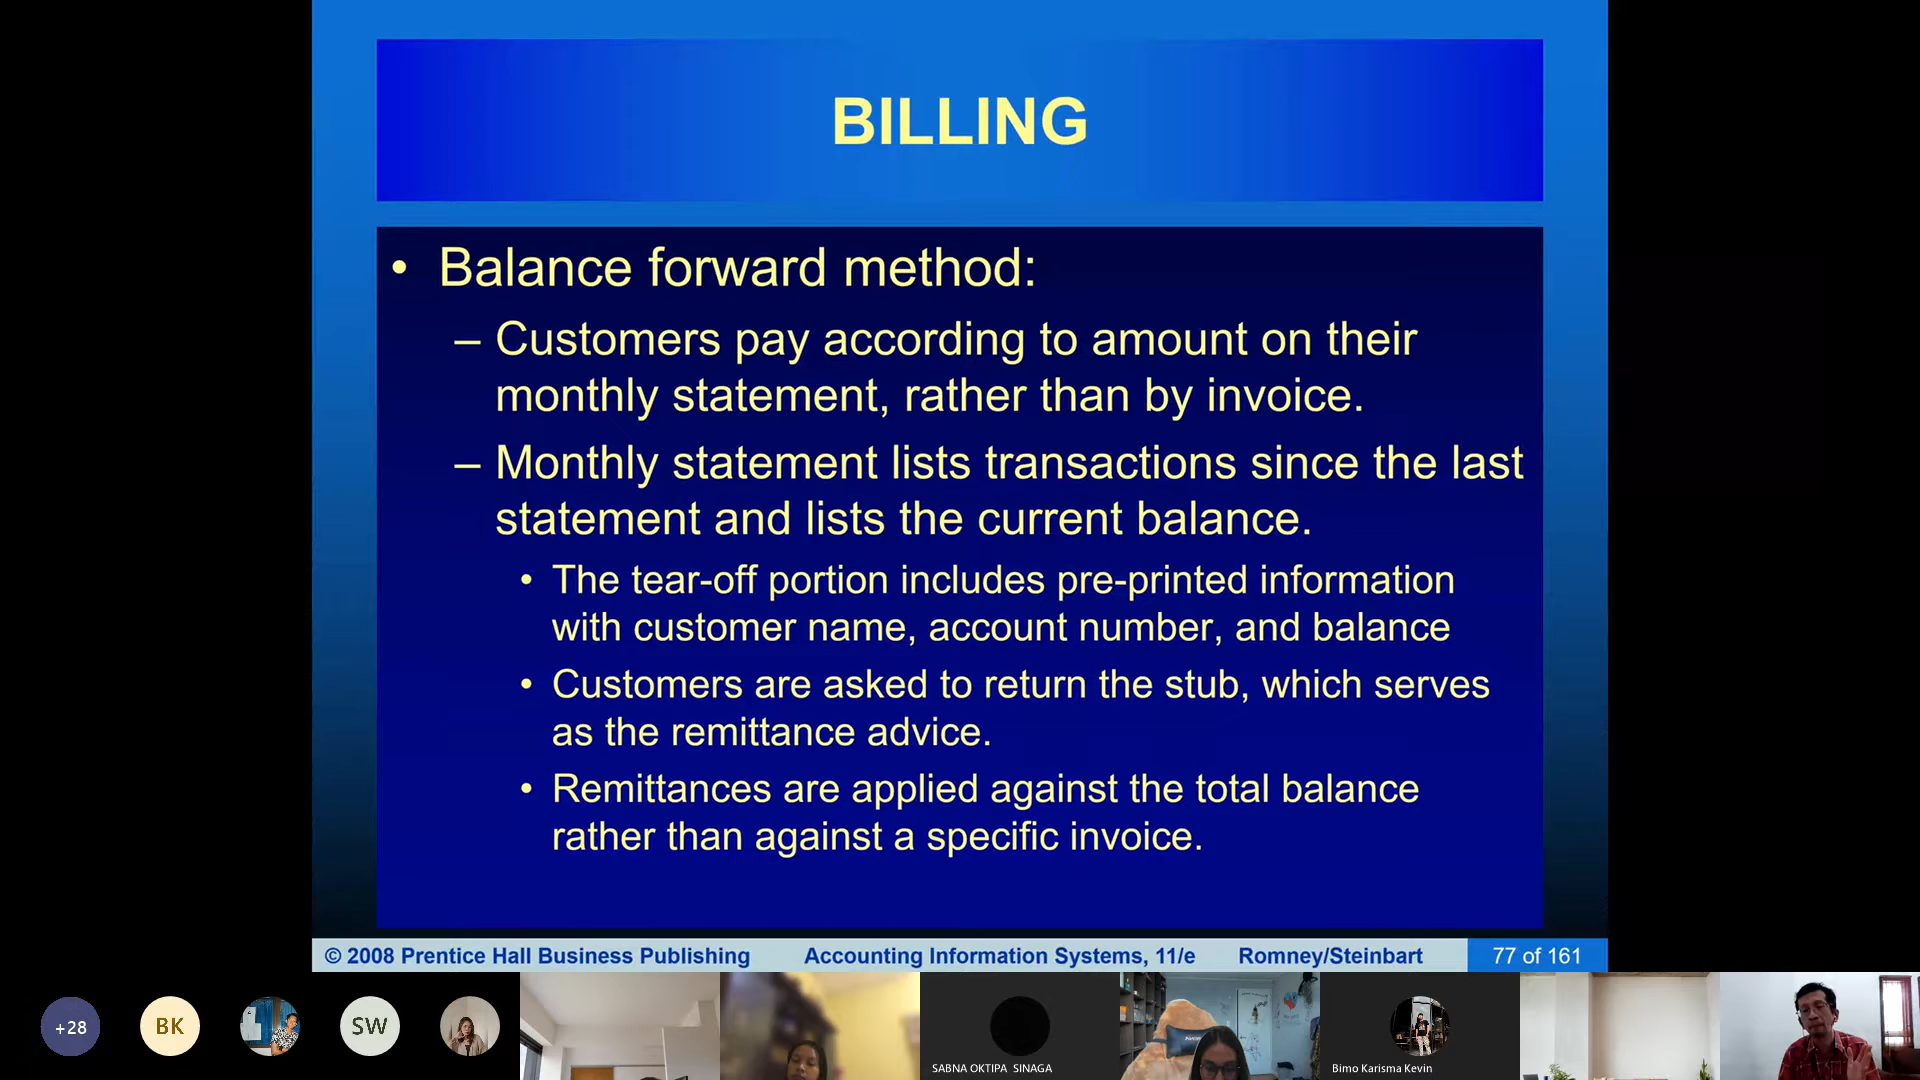 BILLING
• Balance forward method:
– Customers pay according to amount on their
monthly statement, rather than by invoice.
– Monthly statement lists transactions since the last
statement and lists the current balance.
• The tear-off portion includes pre-printed information
with customer name, account number, and balance
• Customers are asked to return the stub, which serves
as the remittance advice.
• Remittances are applied against the total balance
rather than against a specific invoice.
© 2008 Prentice Hall Business Publishing Accounting Information Systems, 11/e Romney/Steinbart 77 of 161
+28 BK SW
SABNA OKTIPA SINAGA Bimo Karisma Kevin